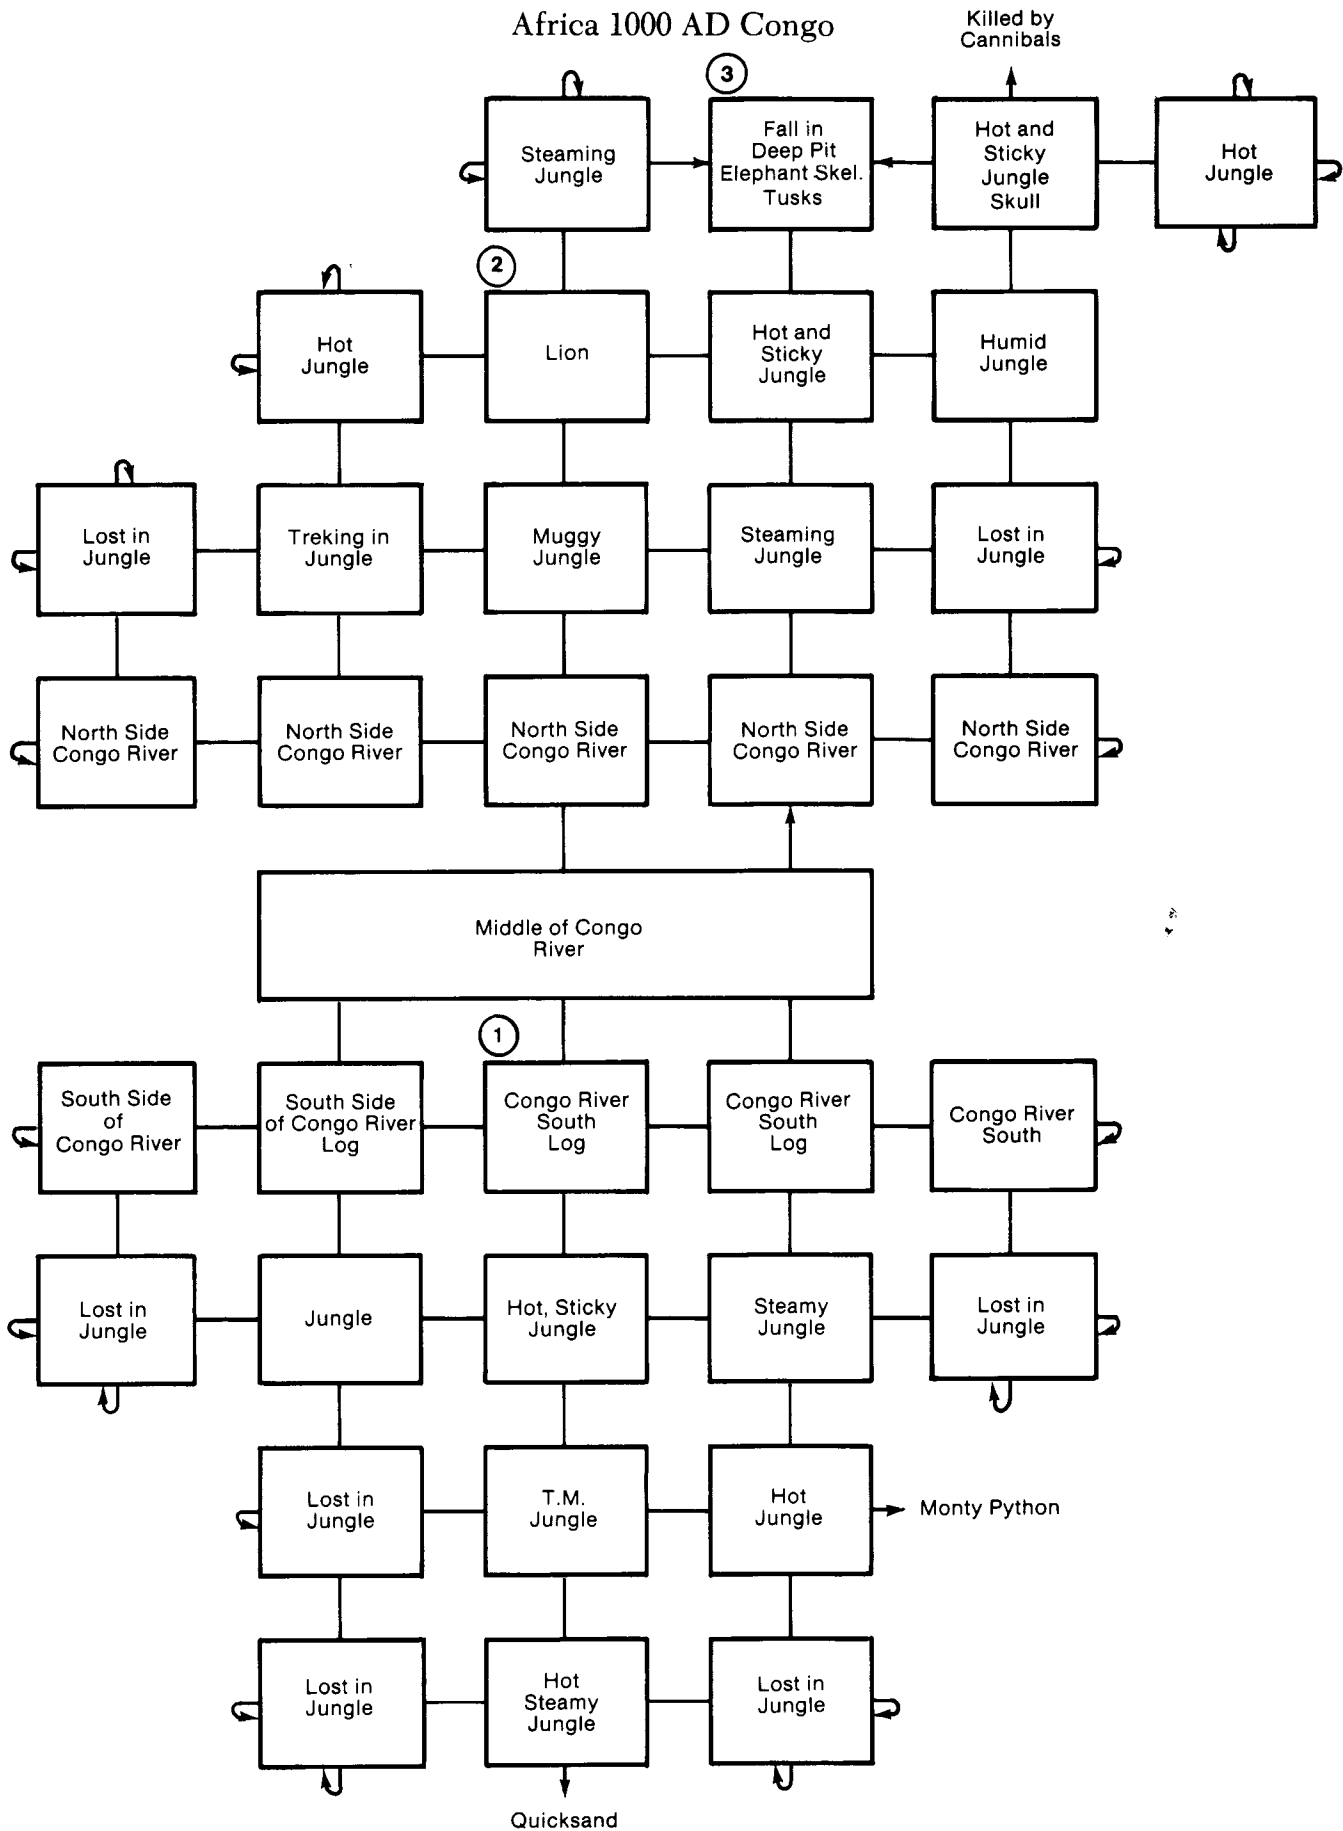 Africa 1000 AD Congo
Killed by
Cannibals
3
Steaming
Jungle
Fall in
Deep Pit
Elephant Skel.
Tusks
Hot and
Sticky
Jungle
Skull
Hot
Jungle
2
Hot
Jungle
Lion
Hot and
Sticky
Jungle
Humid
Jungle
Lost in
Jungle
Treking in
Jungle
Muggy
Jungle
Steaming
Jungle
Lost in
Jungle
North Side
Congo River
North Side
Congo River
North Side
Congo River
North Side
Congo River
North Side
Congo River
Middle of Congo
River
1
South Side
of
Congo River
South Side
of Congo River
Log
Congo River
South
Log
Congo River
South
Log
Congo River
South
Lost in
Jungle
Jungle
Hot, Sticky
Jungle
Steamy
Jungle
Lost in
Jungle
Lost in
Jungle
T.M.
Jungle
Hot
Jungle
Monty Python
Lost in
Jungle
Hot
Steamy
Jungle
Lost in
Jungle
Quicksand